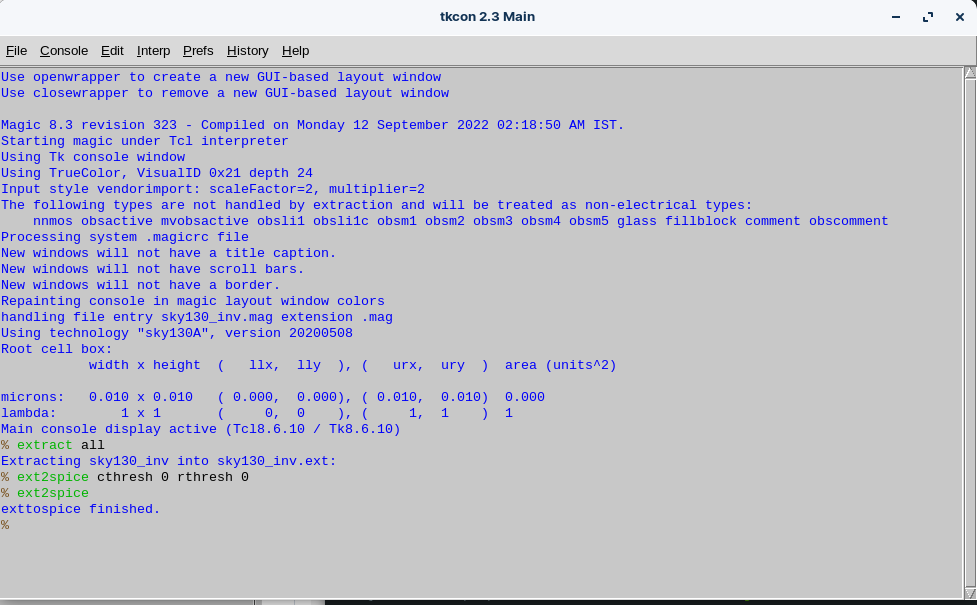 tkcon 2.3 Main
File Console Edit Interp Prefs History Help
Use openwrapper to create a new GUI-based layout window
Use closewrapper to remove a new GUI-based layout window
Magic 8.3 revision 323 - Compiled on Monday 12 September 2022 02:18:50 AM IST.
Starting magic under Tcl interpreter
Using Tk console window
Using TrueColor, VisualID 0x21 depth 24
Input style vendorimport: scaleFactor=2, multiplier=2
The following types are not handled by extraction and will be treated as non-electrical types:
    nnmos obsactive mvobsactive obsli1 obsli1c obsm1 obsm2 obsm3 obsm4 obsm5 glass fillblock comment obscomment
Processing system .magicrc file
New windows will not have a title caption.
New windows will not have scroll bars.
New windows will not have a border.
Repainting console in magic layout window colors
handling file entry sky130_inv.mag extension .mag
Using technology "sky130A", version 20200508
Root cell box:
           width x height  (   llx,  lly  ), (   urx,  ury  )  area (units^2)
microns:   0.010 x 0.010   ( 0.000,  0.000), ( 0.010,  0.010)  0.000
lambda:        1 x 1       (     0,  0    ), (     1,  1    )  1
Main console display active (Tcl8.6.10 / Tk8.6.10)
% extract all
Extracting sky130_inv into sky130_inv.ext:
% ext2spice cthresh 0 rthresh 0
% ext2spice
exttospice finished.
%